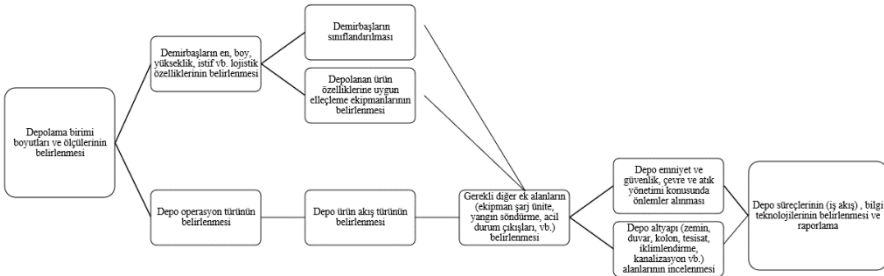 Depolama birimi
boyutları ve ölçülerinin
belirlenmesi
Demirbaşların en, boy,
yükseklik, istif vb. lojistik
özelliklerinin belirlenmesi
Demirbaşların
sınıflandırılması
Depolanan ürün
özelliklerine uygun
elleçleme ekipmanlarının
belirlenmesi
Depo operasyon türünün
belirlenmesi
Depo ürün akış türünün
belirlenmesi
Gerekli diğer ek alanların
(ekipman şarj ünite,
yangın söndürme, acil
durum çıkışları, vb.)
belirlenmesi
Depo emniyet ve
güvenlik, çevre ve atık
yönetimi konusunda
önlemler alınması
Depo altyapı (zemin,
duvar, kolon, tesisat,
iklimlendirme,
kanalizasyon vb.)
alanlarının incelenmesi
Depo süreçlerinin (iş akış) , bilgi
teknolojilerinin belirlenmesi ve
raporlama